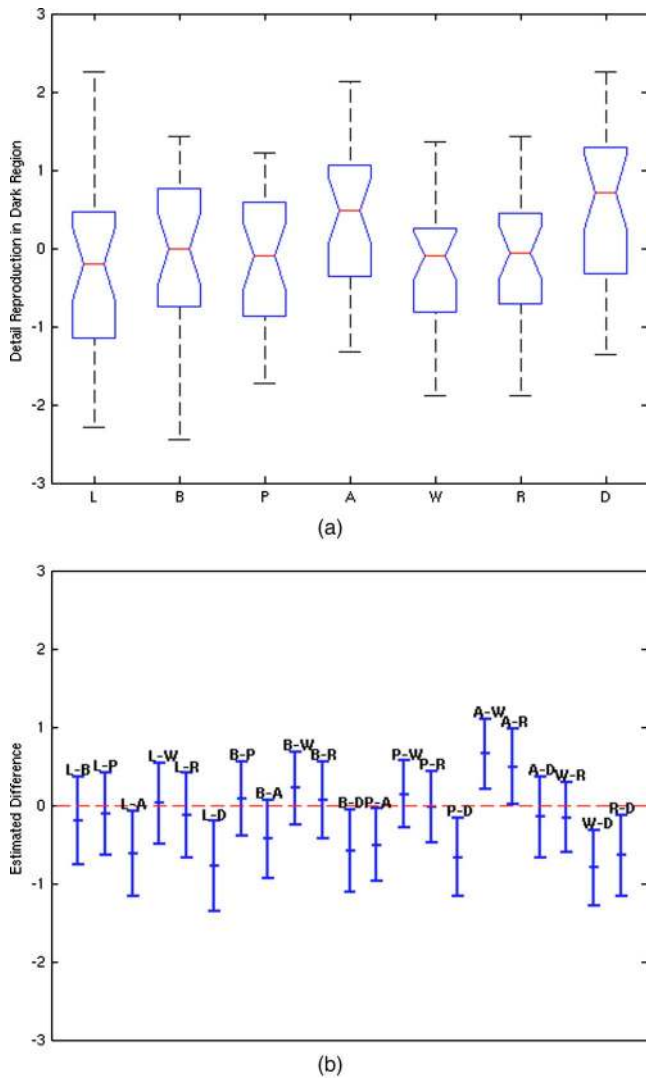 3
2
1
0
-1
-2
-3
Detail Reproduction in Dark Region
L B P A W R D
(a)
3
2
1
0
-1
-2
-3
Estimated Difference
L-B L-P L-A L-W L-R L-D B-P B-A B-W B-R B-D P-A P-W P-R P-D A-W A-R A-D W-R W-D R-D
(b)